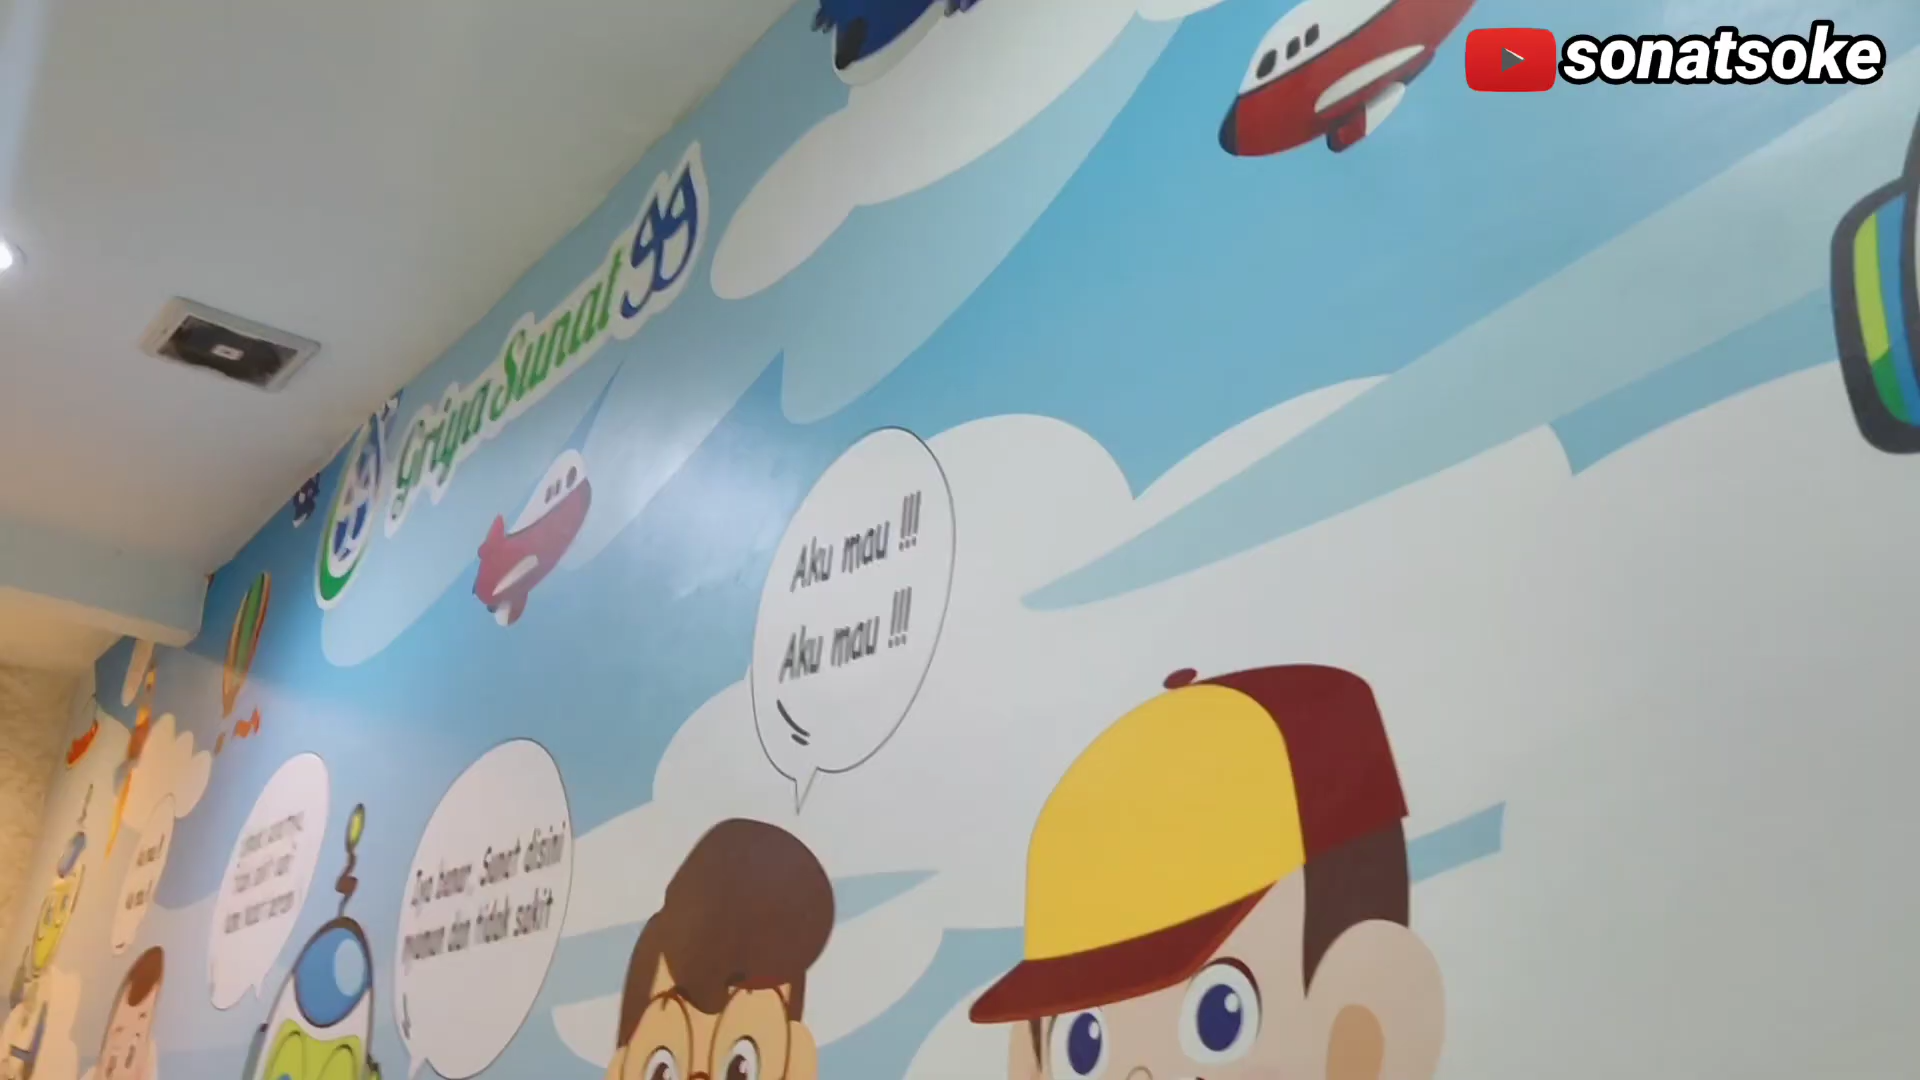 sonatsoke
Griya Sunat 99
Aku mau !!!
Aku mau !!!
Iya benar, Sunat disini
nyaman dan tidak sakit